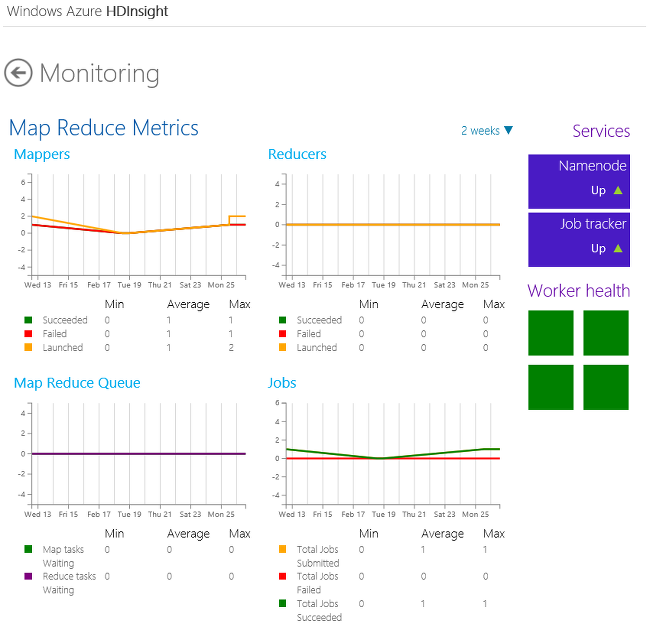 Windows Azure HDInsight
Monitoring
Map Reduce Metrics
2 weeks ▼
Services
Mappers
Reducers
6
4
2
0
-2
-4
Wed 13 Fri 15 Feb 17 Tue 19 Thu 21 Sat 23 Mon 25
4
2
0
-2
-4
Wed 13 Fri 15 Feb 17 Tue 19 Thu 21 Sat 23 Mon 25
Namenode
Up ▲
Job tracker
Up ▲
Worker health
Min Average Max
Succeeded 0 1 1
Failed 0 1 1
Launched 0 1 2
Min Average Max
Succeeded 0 0 0
Failed 0 0 0
Launched 0 0 0
Map Reduce Queue
Jobs
4
2
0
-2
-4
Wed 13 Fri 15 Feb 17 Tue 19 Thu 21 Sat 23 Mon 25
6
4
2
0
-2
-4
Wed 13 Fri 15 Feb 17 Tue 19 Thu 21 Sat 23 Mon 25
Min Average Max
Map tasks 0 0 0
Waiting
Reduce tasks 0 0 0
Waiting
Min Average Max
Total Jobs 0 1 1
Submitted
Total Jobs 0 0 0
Failed
Total Jobs 0 1 1
Succeeded